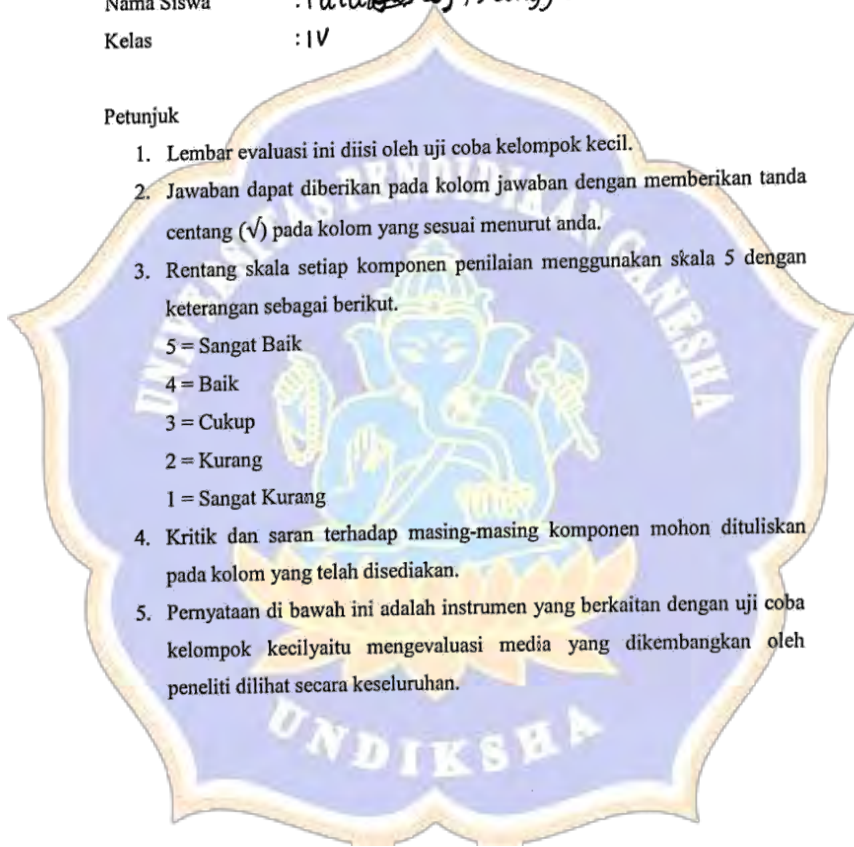 Nama Siswa :
Kelas : IV
Petunjuk
1. Lembar evaluasi ini diisi oleh uji coba kelompok kecil.
2. Jawaban dapat diberikan pada kolom jawaban dengan memberikan tanda
centang (√) pada kolom yang sesuai menurut anda.
3. Rentang skala setiap komponen penilaian menggunakan skala 5 dengan
keterangan sebagai berikut.
5 = Sangat Baik
4 = Baik
3 = Cukup
2 = Kurang
1 = Sangat Kurang
4. Kritik dan saran terhadap masing-masing komponen mohon dituliskan
pada kolom yang telah disediakan.
5. Pernyataan di bawah ini adalah instrumen yang berkaitan dengan uji coba
kelompok kecilyaitu mengevaluasi media yang dikembangkan oleh
peneliti dilihat secara keseluruhan.
UNIVERSITAS PENDIDIKAN GANESHA
UNDIKSHA